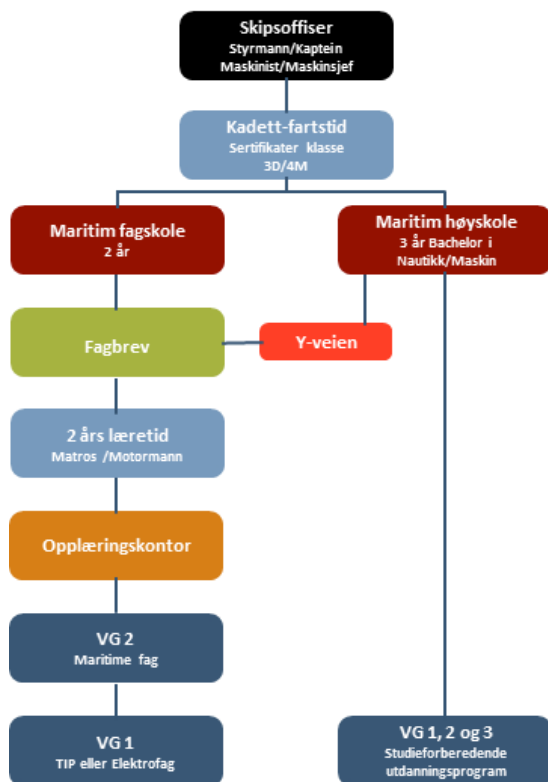 Skipsoffiser
Styrmann/Kaptein
Maskinist/Maskinsjef
Kadett-fartstid
Sertifikater klasse
3D/4M
Maritim fagskole
2 år
Maritim høyskole
3 år Bachelor i
Nautikk/Maskin
Fagbrev
Y-veien
2 års læretid
Matros /Motormann
Opplæringskontor
VG 2
Maritime fag
VG 1
TIP eller Elektrofag
VG 1, 2 og 3
Studieforberedende
utdanningsprogram